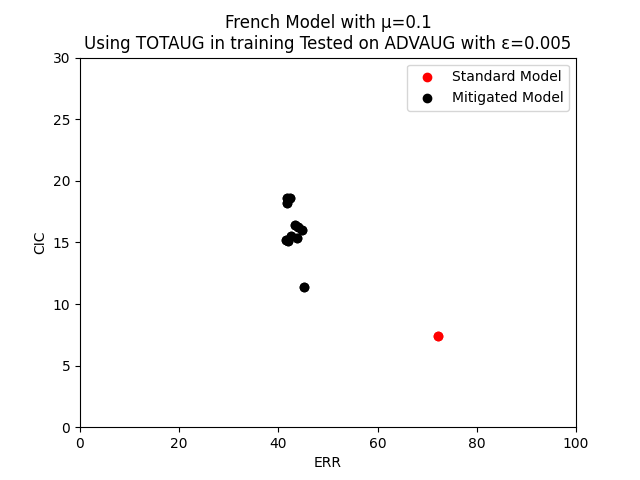 French Model with μ=0.1
Using TOTAUG in training Tested on ADVAUG with ε=0.005
Standard Model
Mitigated Model
30
25
20
15
10
5
0
CIC
0 20 40 60 80 100
ERR